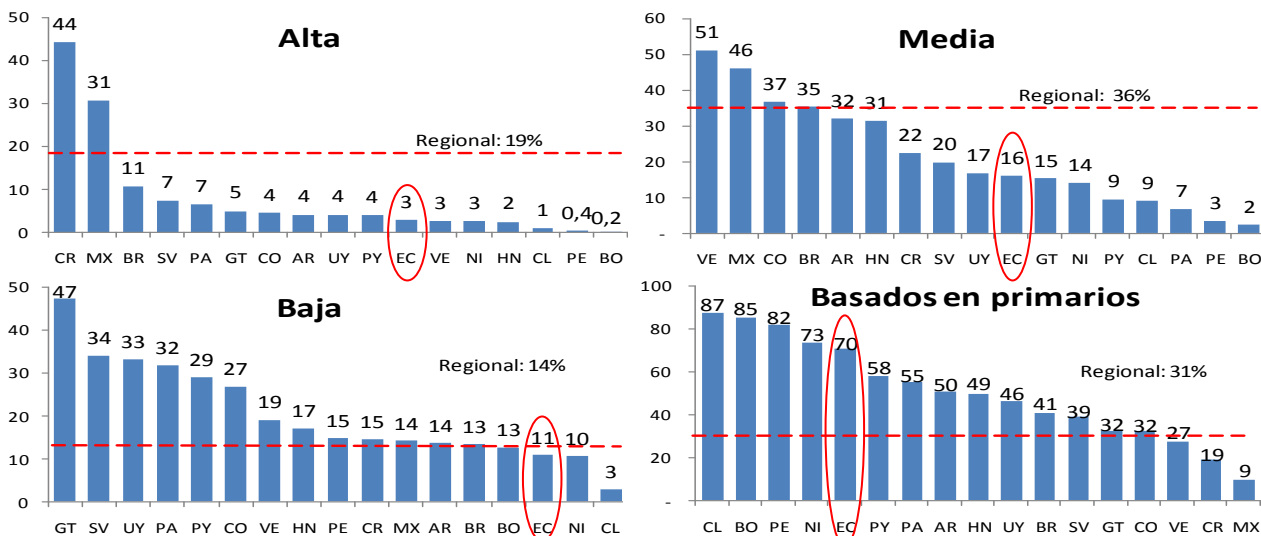 Alta
50
40
30
20
10
0
44 31 11 7 7 5 4 4 4 4 3 3 3 2 1 0,4 0,2
Regional: 19%
CR MX BR SV PA GT CO AR UY PY EC VE NI HN CL PE BO
Media
60
50
40
30
20
10
-
51 46 37 35 32 31 22 20 17 16 15 14 9 9 7 3 2
Regional: 36%
VE MX CO BR AR HN CR SV UY EC GT NI PY CL PA PE BO
Baja
50
40
30
20
10
0
47 34 33 32 29 27 19 17 15 15 14 14 13 13 11 10 3
Regional: 14%
GT SV UY PA PY CO VE HN PE CR MX AR BR BO EC NI CL
Basados en primarios
100
80
60
40
20
-
87 85 82 73 70 58 55 50 49 46 41 39 32 32 27 19 9
Regional: 31%
CL BO PE NI EC PY PA AR HN UY BR SV GT CO VE CR MX